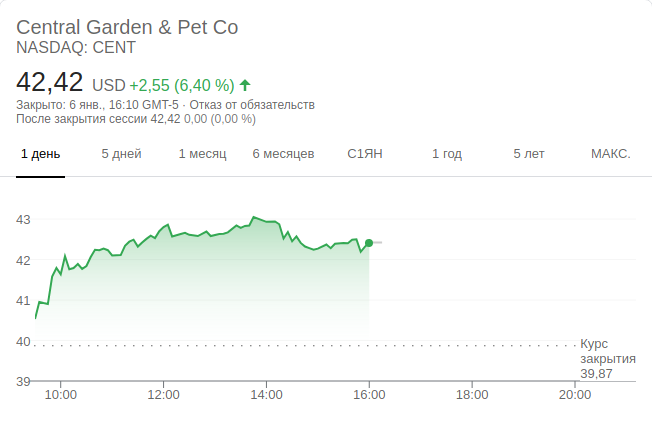 Central Garden & Pet Co
NASDAQ: CENT
42,42 USD +2,55 (6,40 %)
Закрыто: 6 янв., 16:10 GMT-5 · Отказ от обязательств
После закрытия сессии 42,42 0,00 (0,00 %)
1 день 5 дней 1 месяц 6 месяцев С1ЯН 1 год 5 лет МАКС.
43
42
41
40
Курс
закрытия
39,87
39
10:00 12:00 14:00 16:00 18:00 20:00